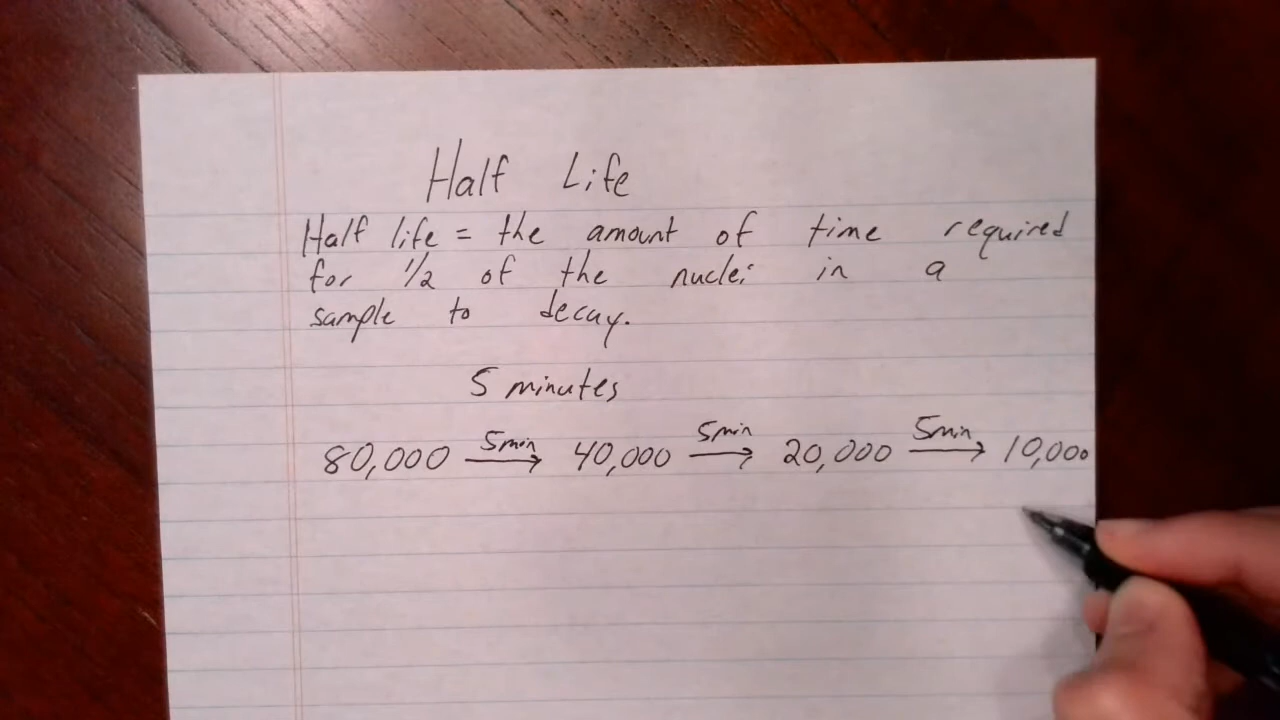 Half Life
Half life = the amount of time required
for 1/2 of the nuclei in a
sample to decay.
5 minutes
80,000 5min → 40,000 5min → 20,000 5min → 10,000